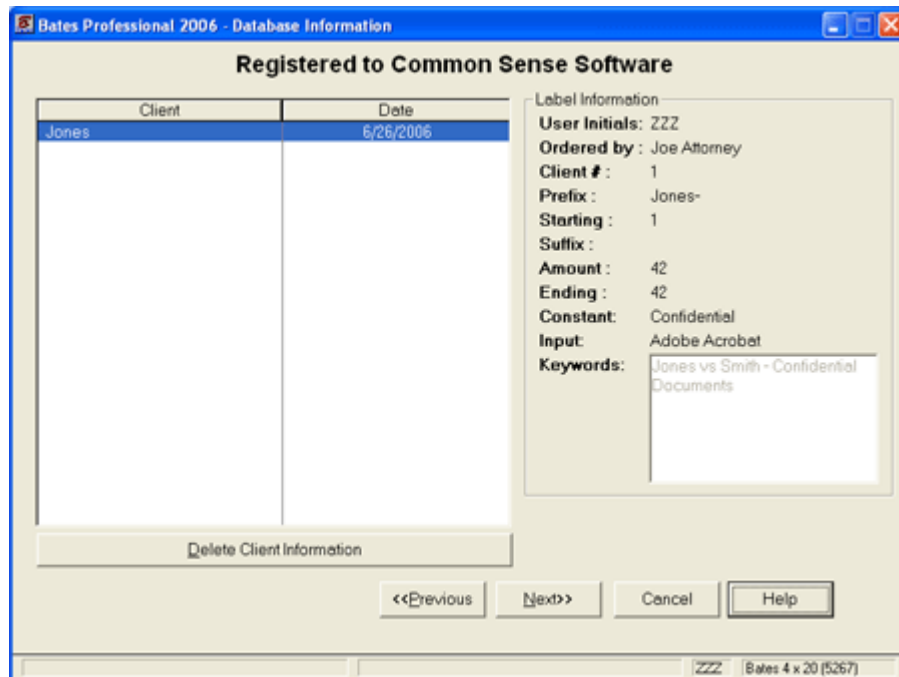 Bates Professional 2006 - Database Information
Registered to Common Sense Software
Client Date
Jones 6/26/2006
Label Information
User Initials: ZZZ
Ordered by : Joe Attorney
Client # : 1
Prefix : Jones-
Starting : 1
Suffix :
Amount : 42
Ending : 42
Constant: Confidential
Input: Adobe Acrobat
Keywords: Jones vs Smith - Confidential
Documents
Delete Client Information
<<Previous Next>> Cancel Help
ZZZ Bates 4 x 20 (5267)